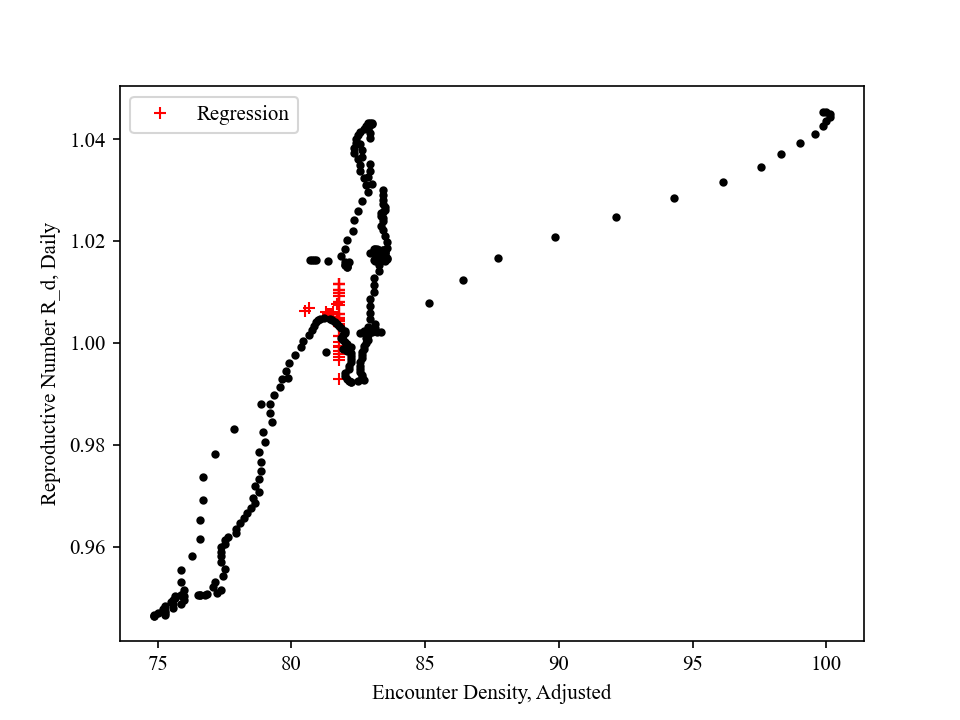 Regression
1.04
1.02
1.00
0.98
0.96
Reproductive Number R_d, Daily
75 80 85 90 95 100
Encounter Density, Adjusted